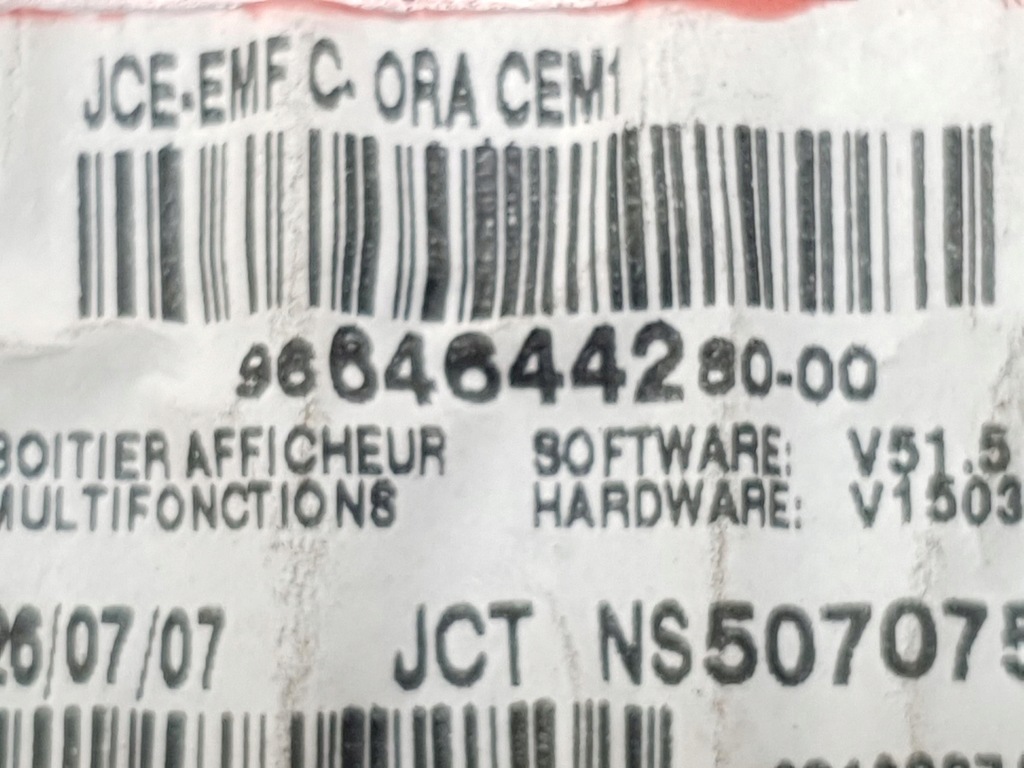 JCE-EMF C. ORA CEM1
9664644280-00
BOITIER AFFICHEUR SOFTWARE: V51.5
MULTIFONCTIONS HARDWARE: V1503
26/07/07 JCT NS507075